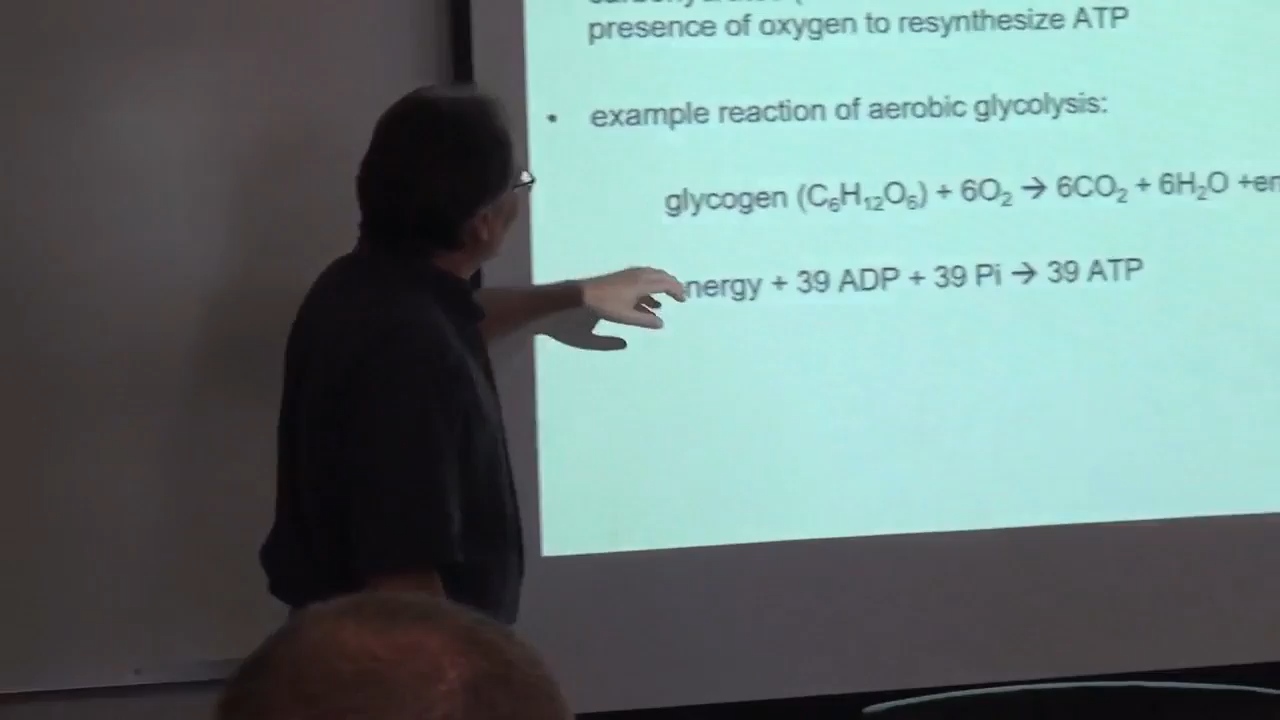 presence of oxygen to resynthesize ATP
• example reaction of aerobic glycolysis:
glycogen (C₆H₁₂O₆) + 6O₂ → 6CO₂ + 6H₂O +en
nergy + 39 ADP + 39 Pi → 39 ATP